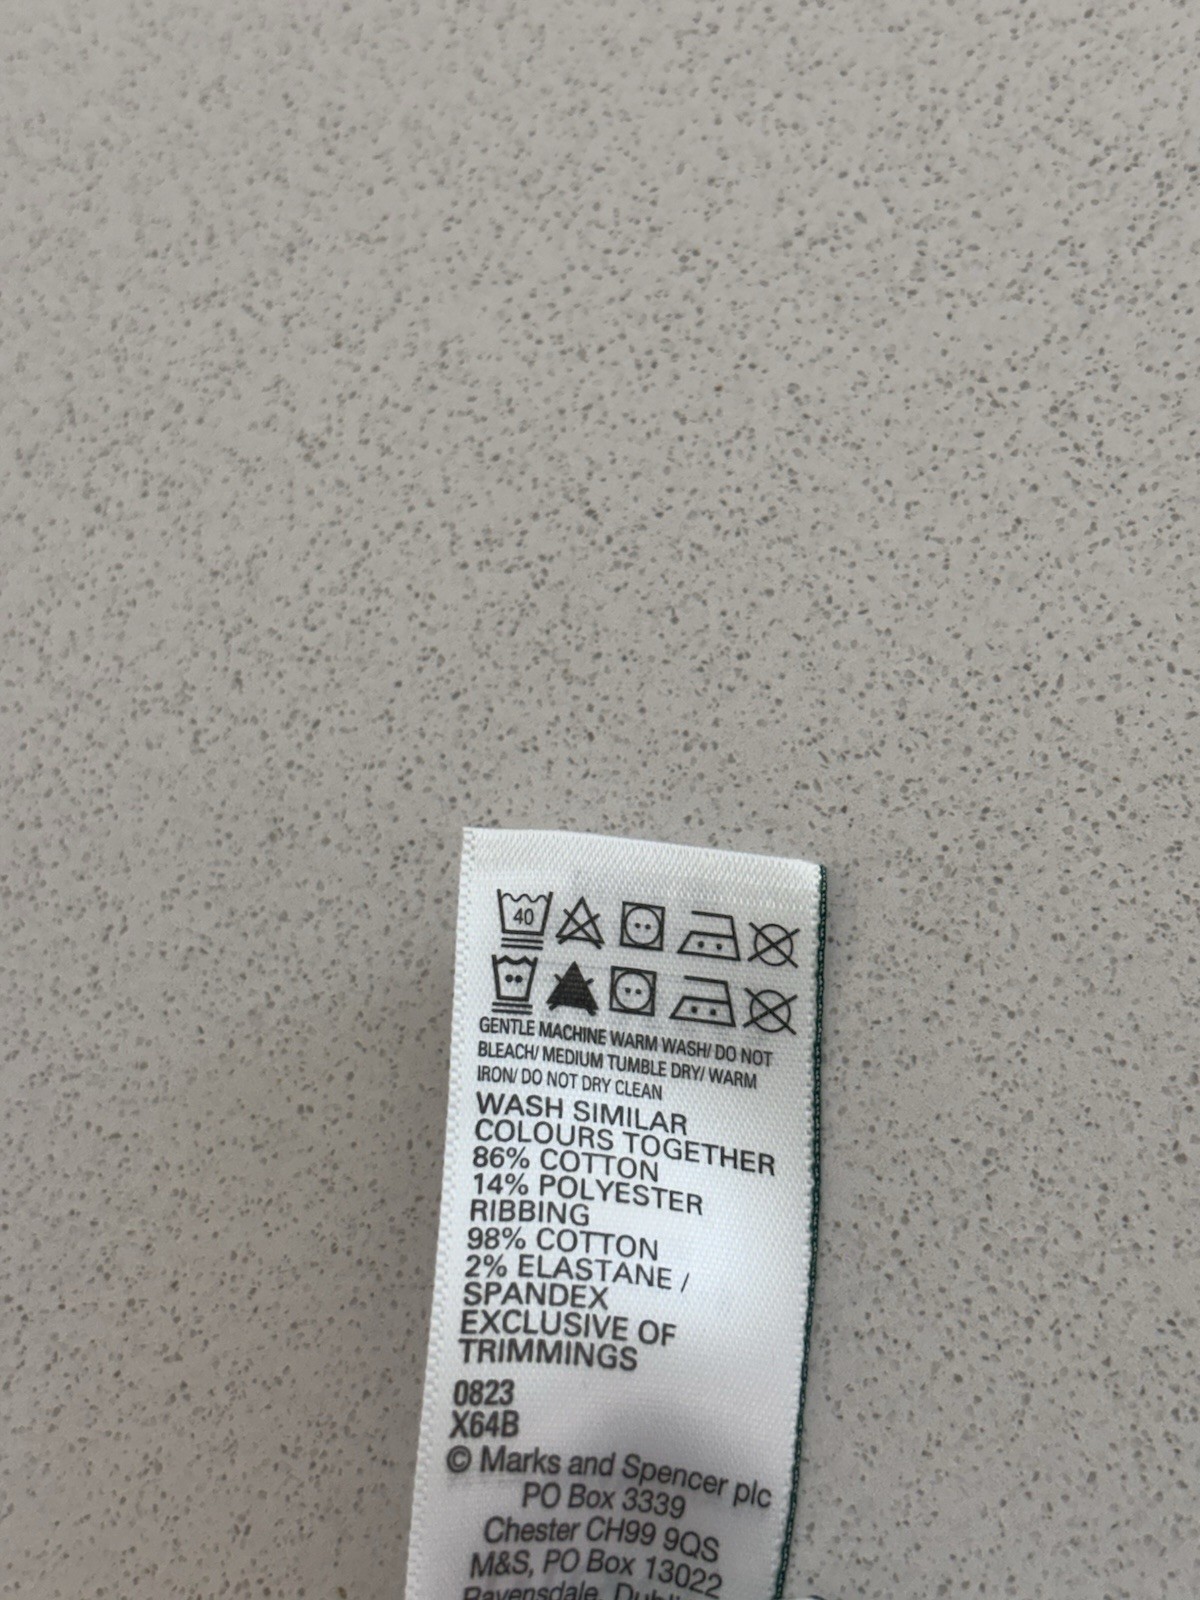 40
GENTLE MACHINE WARM WASH/ DO NOT
BLEACH/ MEDIUM TUMBLE DRY/ WARM
IRON/ DO NOT DRY CLEAN
WASH SIMILAR
COLOURS TOGETHER
86% COTTON
14% POLYESTER
RIBBING
98% COTTON
2% ELASTANE /
SPANDEX
EXCLUSIVE OF
TRIMMINGS
0823
X64B
© Marks and Spencer plc
PO Box 3339
Chester CH99 9QS
M&S, PO Box 13022
Ravensdale,